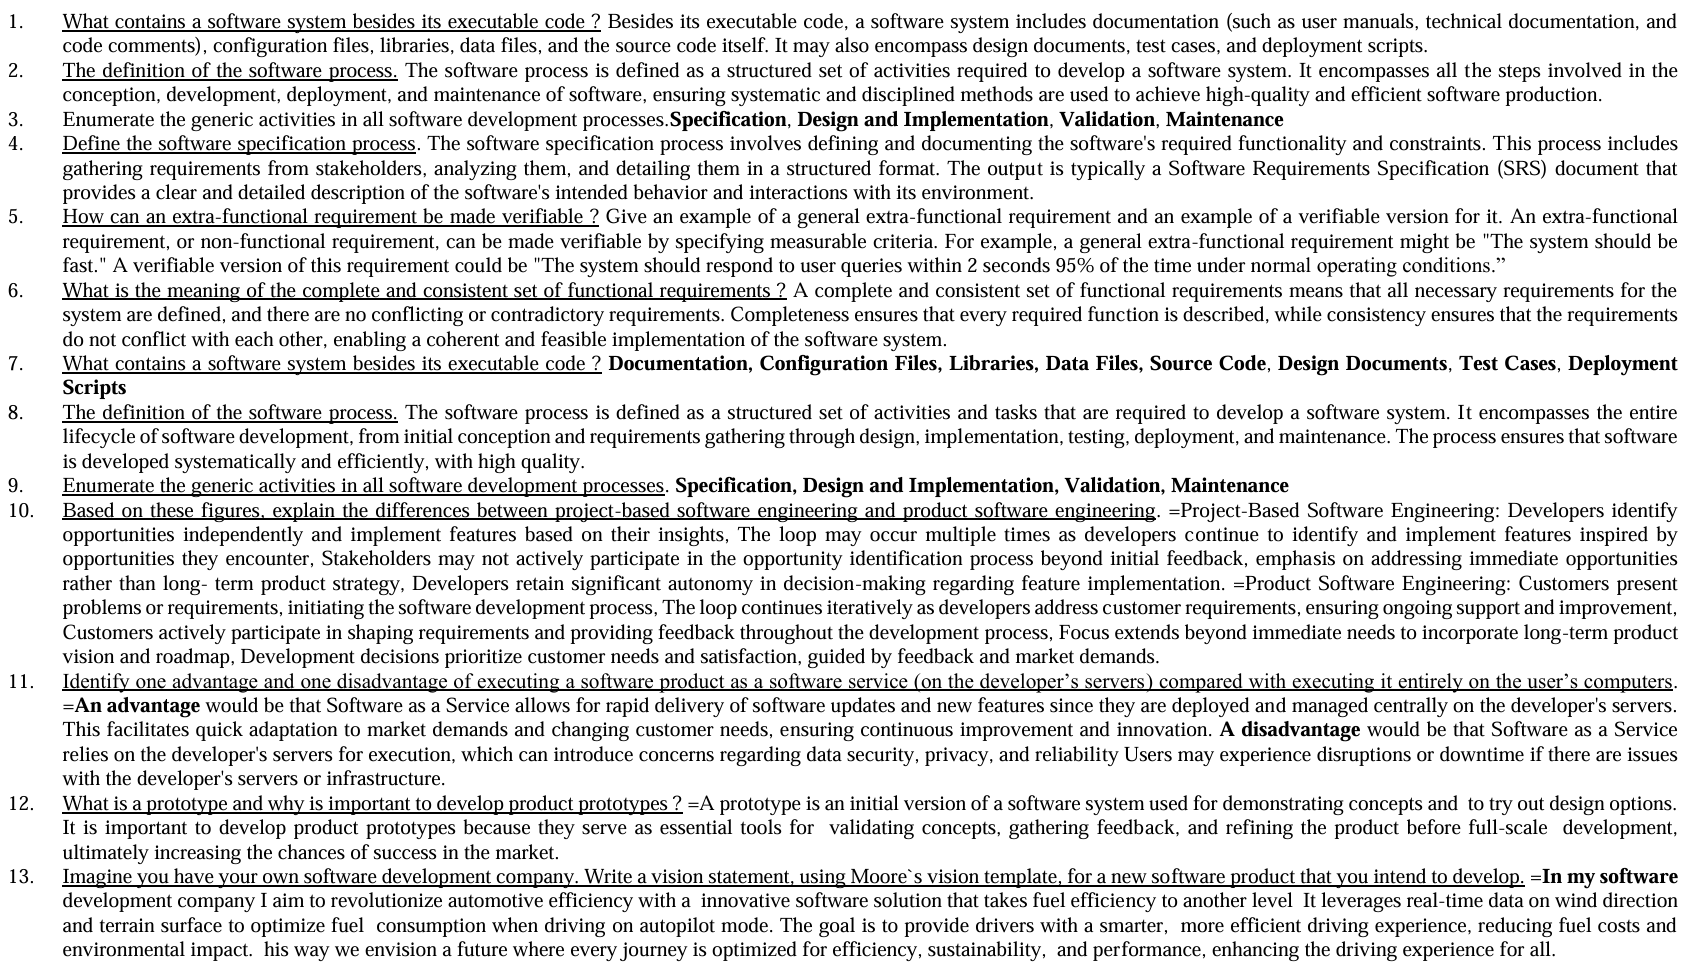 1. What contains a software system besides its executable code ? Besides its executable code, a software system includes documentation (such as user manuals, technical documentation, and
code comments), configuration files, libraries, data files, and the source code itself. It may also encompass design documents, test cases, and deployment scripts.
2. The definition of the software process. The software process is defined as a structured set of activities required to develop a software system. It encompasses all the steps involved in the
conception, development, deployment, and maintenance of software, ensuring systematic and disciplined methods are used to achieve high-quality and efficient software production.
3. Enumerate the generic activities in all software development processes.Specification, Design and Implementation, Validation, Maintenance
4. Define the software specification process. The software specification process involves defining and documenting the software's required functionality and constraints. This process includes
gathering requirements from stakeholders, analyzing them, and detailing them in a structured format. The output is typically a Software Requirements Specification (SRS) document that
provides a clear and detailed description of the software's intended behavior and interactions with its environment.
5. How can an extra-functional requirement be made verifiable ? Give an example of a general extra-functional requirement and an example of a verifiable version for it. An extra-functional
requirement, or non-functional requirement, can be made verifiable by specifying measurable criteria. For example, a general extra-functional requirement might be "The system should be
fast." A verifiable version of this requirement could be "The system should respond to user queries within 2 seconds 95% of the time under normal operating conditions.”
6. What is the meaning of the complete and consistent set of functional requirements ? A complete and consistent set of functional requirements means that all necessary requirements for the
system are defined, and there are no conflicting or contradictory requirements. Completeness ensures that every required function is described, while consistency ensures that the requirements
do not conflict with each other, enabling a coherent and feasible implementation of the software system.
7. What contains a software system besides its executable code ? Documentation, Configuration Files, Libraries, Data Files, Source Code, Design Documents, Test Cases, Deployment
Scripts
8. The definition of the software process. The software process is defined as a structured set of activities and tasks that are required to develop a software system. It encompasses the entire
lifecycle of software development, from initial conception and requirements gathering through design, implementation, testing, deployment, and maintenance. The process ensures that software
is developed systematically and efficiently, with high quality.
9. Enumerate the generic activities in all software development processes. Specification, Design and Implementation, Validation, Maintenance
10. Based on these figures, explain the differences between project-based software engineering and product software engineering. =Project-Based Software Engineering: Developers identify
opportunities independently and implement features based on their insights, The loop may occur multiple times as developers continue to identify and implement features inspired by
opportunities they encounter, Stakeholders may not actively participate in the opportunity identification process beyond initial feedback, emphasis on addressing immediate opportunities
rather than long- term product strategy, Developers retain significant autonomy in decision-making regarding feature implementation. =Product Software Engineering: Customers present
problems or requirements, initiating the software development process, The loop continues iteratively as developers address customer requirements, ensuring ongoing support and improvement,
Customers actively participate in shaping requirements and providing feedback throughout the development process, Focus extends beyond immediate needs to incorporate long-term product
vision and roadmap, Development decisions prioritize customer needs and satisfaction, guided by feedback and market demands.
11. Identify one advantage and one disadvantage of executing a software product as a software service (on the developer’s servers) compared with executing it entirely on the user’s computers.
=An advantage would be that Software as a Service allows for rapid delivery of software updates and new features since they are deployed and managed centrally on the developer's servers.
This facilitates quick adaptation to market demands and changing customer needs, ensuring continuous improvement and innovation. A disadvantage would be that Software as a Service
relies on the developer's servers for execution, which can introduce concerns regarding data security, privacy, and reliability Users may experience disruptions or downtime if there are issues
with the developer's servers or infrastructure.
12. What is a prototype and why is important to develop product prototypes ? =A prototype is an initial version of a software system used for demonstrating concepts and to try out design options.
It is important to develop product prototypes because they serve as essential tools for validating concepts, gathering feedback, and refining the product before full-scale development,
ultimately increasing the chances of success in the market.
13. Imagine you have your own software development company. Write a vision statement, using Moore`s vision template, for a new software product that you intend to develop. =In my software
development company I aim to revolutionize automotive efficiency with a innovative software solution that takes fuel efficiency to another level It leverages real-time data on wind direction
and terrain surface to optimize fuel consumption when driving on autopilot mode. The goal is to provide drivers with a smarter, more efficient driving experience, reducing fuel costs and
environmental impact. his way we envision a future where every journey is optimized for efficiency, sustainability, and performance, enhancing the driving experience for all.